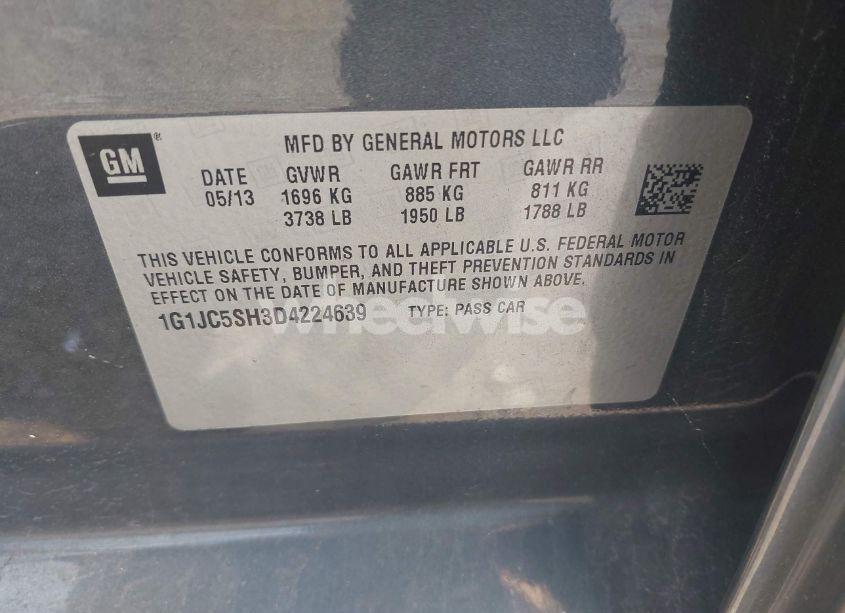 GM
MFD BY GENERAL MOTORS LLC
DATE GVWR GAWR FRT GAWR RR
05/13 1696 KG 885 KG 811 KG
3738 LB 1950 LB 1788 LB
THIS VEHICLE CONFORMS TO ALL APPLICABLE U.S. FEDERAL MOTOR
VEHICLE SAFETY, BUMPER, AND THEFT PREVENTION STANDARDS IN
EFFECT ON THE DATE OF MANUFACTURE SHOWN ABOVE.
1G1JC5SH3D4224639 TYPE: PASS CAR
wheelwise